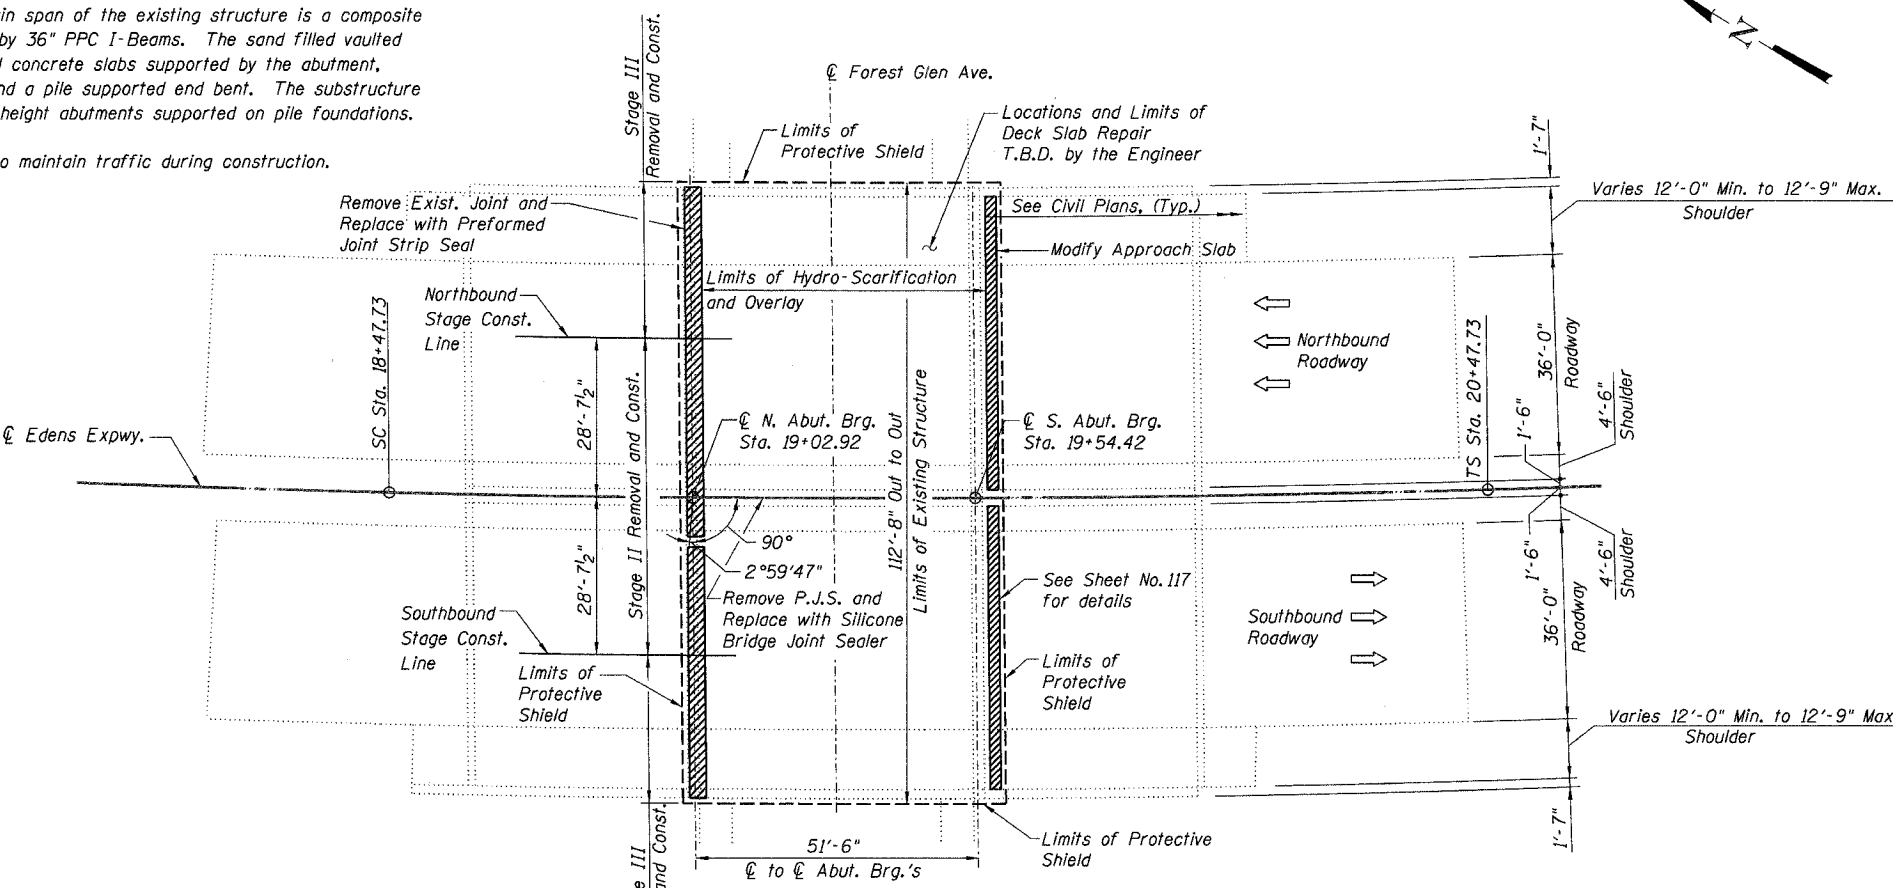 in span of the existing structure is a composite
by 36" PPC I-Beams. The sand filled vaulted
concrete slabs supported by the abutment,
nd a pile supported end bent. The substructure
height abutments supported on pile foundations.
o maintain traffic during construction.
N
Stage III
Removal and Const.
℄ Forest Glen Ave.
Limits of
Protective Shield
Locations and Limits of
Deck Slab Repair
T.B.D. by the Engineer
1'-7"
Varies 12'-0" Min. to 12'-9" Max.
Shoulder
Remove Exist. Joint and
Replace with Preformed
Joint Strip Seal
See Civil Plans, (Typ.)
Modify Approach Slab
Limits of Hydro-Scarification
and Overlay
Northbound
Stage Const.
Line
SC Sta. 18+47.73
28'-7½"
Stage II Removal and Const.
Northbound
Roadway
TS Sta. 20+47.73
36'-0"
Roadway
1'-6"
4'-6"
Shoulder
℄ Edens Expwy.
℄ N. Abut. Brg.
Sta. 19+02.92
112'-8" Out to Out
Limits of Existing Structure
℄ S. Abut. Brg.
Sta. 19+54.42
1'-6"
90°
2°59'47"
28'-7½"
Remove P.J.S. and
Replace with Silicone
Bridge Joint Sealer
See Sheet No. 117
for details
1'-6"
4'-6"
Shoulder
Southbound
Stage Const.
Line
Southbound
Roadway
36'-0"
Roadway
Limits of
Protective
Shield
Limits of
Protective
Shield
Varies 12'-0" Min. to 12'-9" Max
Shoulder
51'-6"
℄ to ℄ Abut. Brg.'s
Limits of Protective
Shield
1'-7"
e III
and Const.